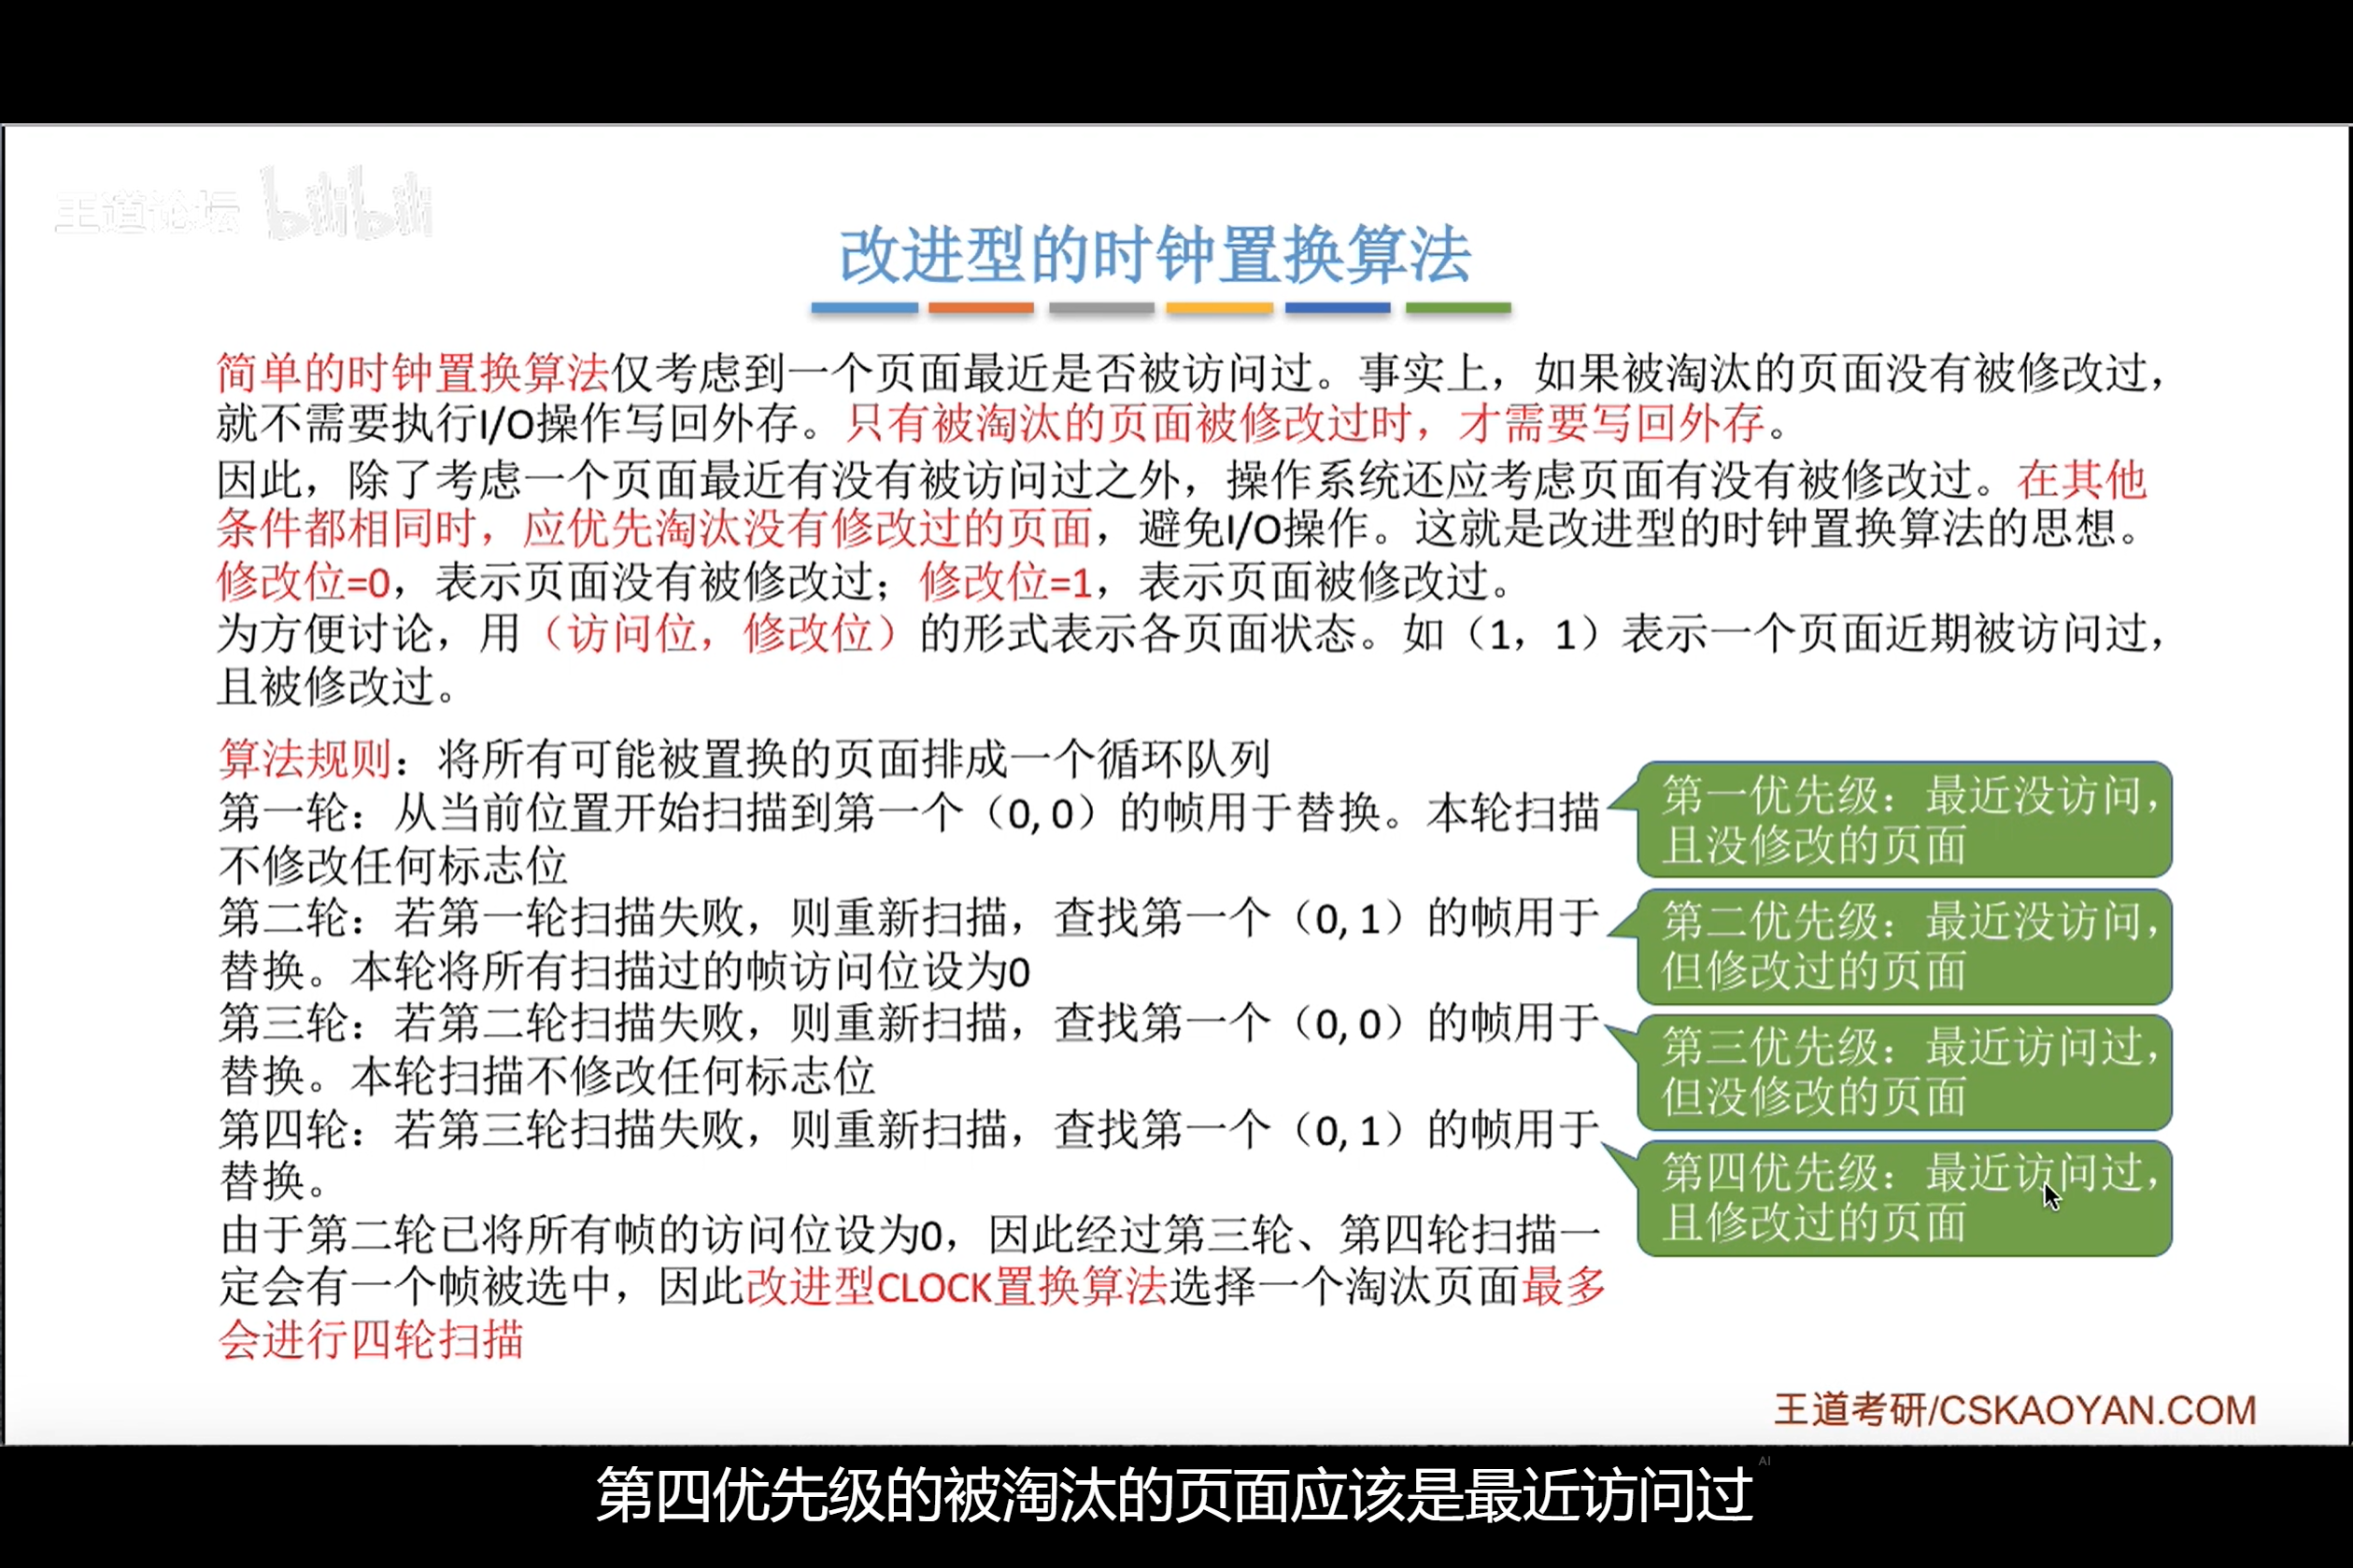 王道论坛 bilibili
改进型的时钟置换算法
简单的时钟置换算法仅考虑到一个页面最近是否被访问过。事实上，如果被淘汰的页面没有被修改过，
就不需要执行I/O操作写回外存。只有被淘汰的页面被修改过时，才需要写回外存。
因此，除了考虑一个页面最近有没有被访问过之外，操作系统还应考虑页面有没有被修改过。在其他
条件都相同时，应优先淘汰没有修改过的页面，避免I/O操作。这就是改进型的时钟置换算法的思想。
修改位=0，表示页面没有被修改过；修改位=1，表示页面被修改过。
为方便讨论，用（访问位，修改位）的形式表示各页面状态。如（1，1）表示一个页面近期被访问过，
且被修改过。
算法规则：将所有可能被置换的页面排成一个循环队列
第一轮：从当前位置开始扫描到第一个（0, 0）的帧用于替换。本轮扫描
不修改任何标志位
第二轮：若第一轮扫描失败，则重新扫描，查找第一个（0, 1）的帧用于
替换。本轮将所有扫描过的帧访问位设为0
第三轮：若第二轮扫描失败，则重新扫描，查找第一个（0, 0）的帧用于
替换。本轮扫描不修改任何标志位
第四轮：若第三轮扫描失败，则重新扫描，查找第一个（0, 1）的帧用于
替换。
由于第二轮已将所有帧的访问位设为0，因此经过第三轮、第四轮扫描一
定会有一个帧被选中，因此改进型CLOCK置换算法选择一个淘汰页面最多
会进行四轮扫描
第一优先级：最近没访问，
且没修改的页面
第二优先级：最近没访问，
但修改过的页面
第三优先级：最近访问过，
但没修改的页面
第四优先级：最近访问过，
且修改过的页面
王道考研/CSKAOYAN.COM
AI
第四优先级的被淘汰的页面应该是最近访问过